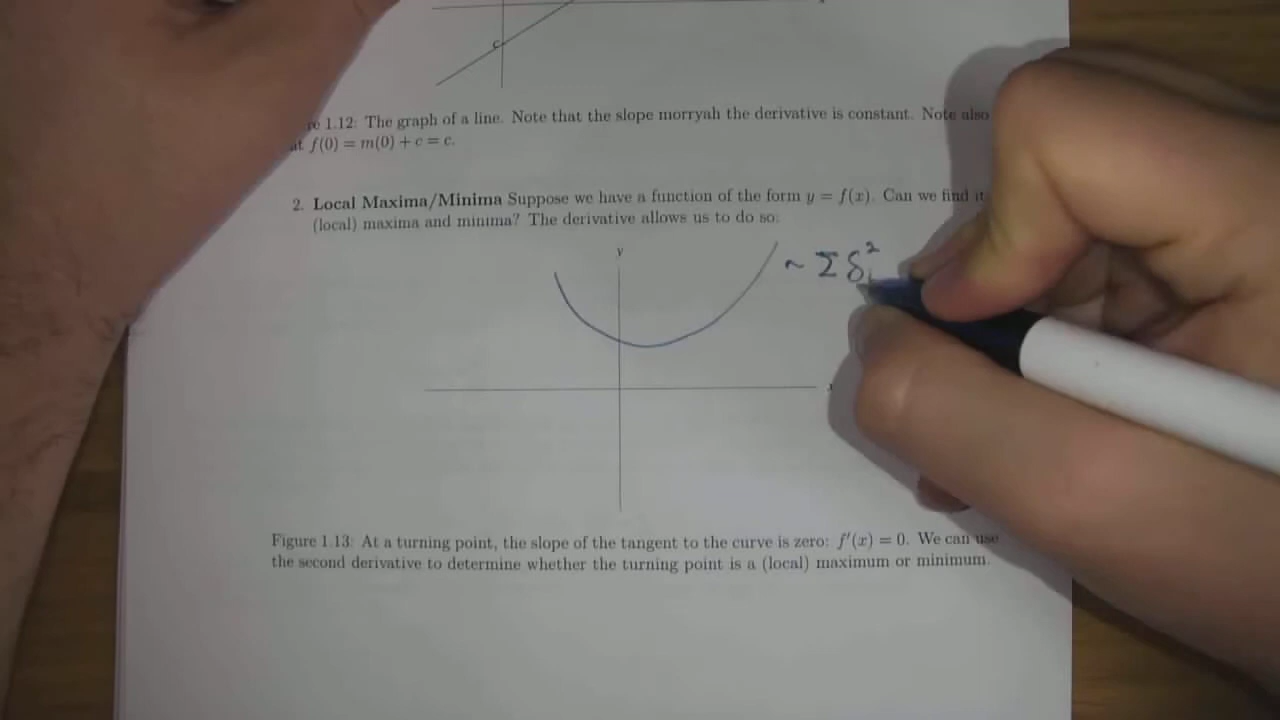 c
re 1.12: The graph of a line. Note that the slope morryah the derivative is constant. Note also
at f(0) = m(0) + c = c.
2. Local Maxima/Minima Suppose we have a function of the form y = f(x). Can we find it
(local) maxima and minima? The derivative allows us to do so:
y
~ Σ δᵢ²
Figure 1.13: At a turning point, the slope of the tangent to the curve is zero: f′(x) = 0. We can use
the second derivative to determine whether the turning point is a (local) maximum or minimum.